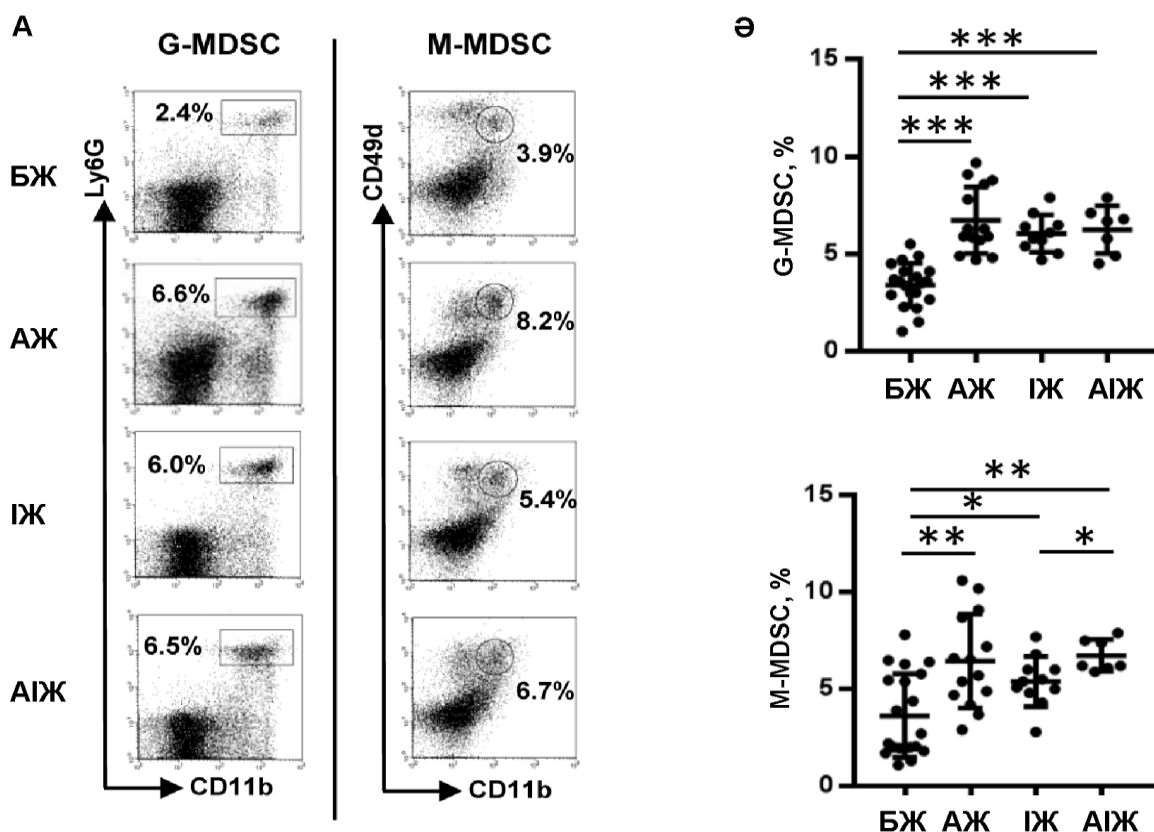 А
G-MDSC
M-MDSC
БЖ
АЖ
ІЖ
АІЖ
Ly6G
2.4%
6.6%
6.0%
6.5%
CD11b
CD49d
3.9%
8.2%
5.4%
6.7%
CD11b
Ә
G-MDSC, %
15
10
5
0
***
***
***
БЖ АЖ ІЖ АІЖ
M-MDSC, %
15
10
5
0
**
*
** *
БЖ АЖ ІЖ АІЖ